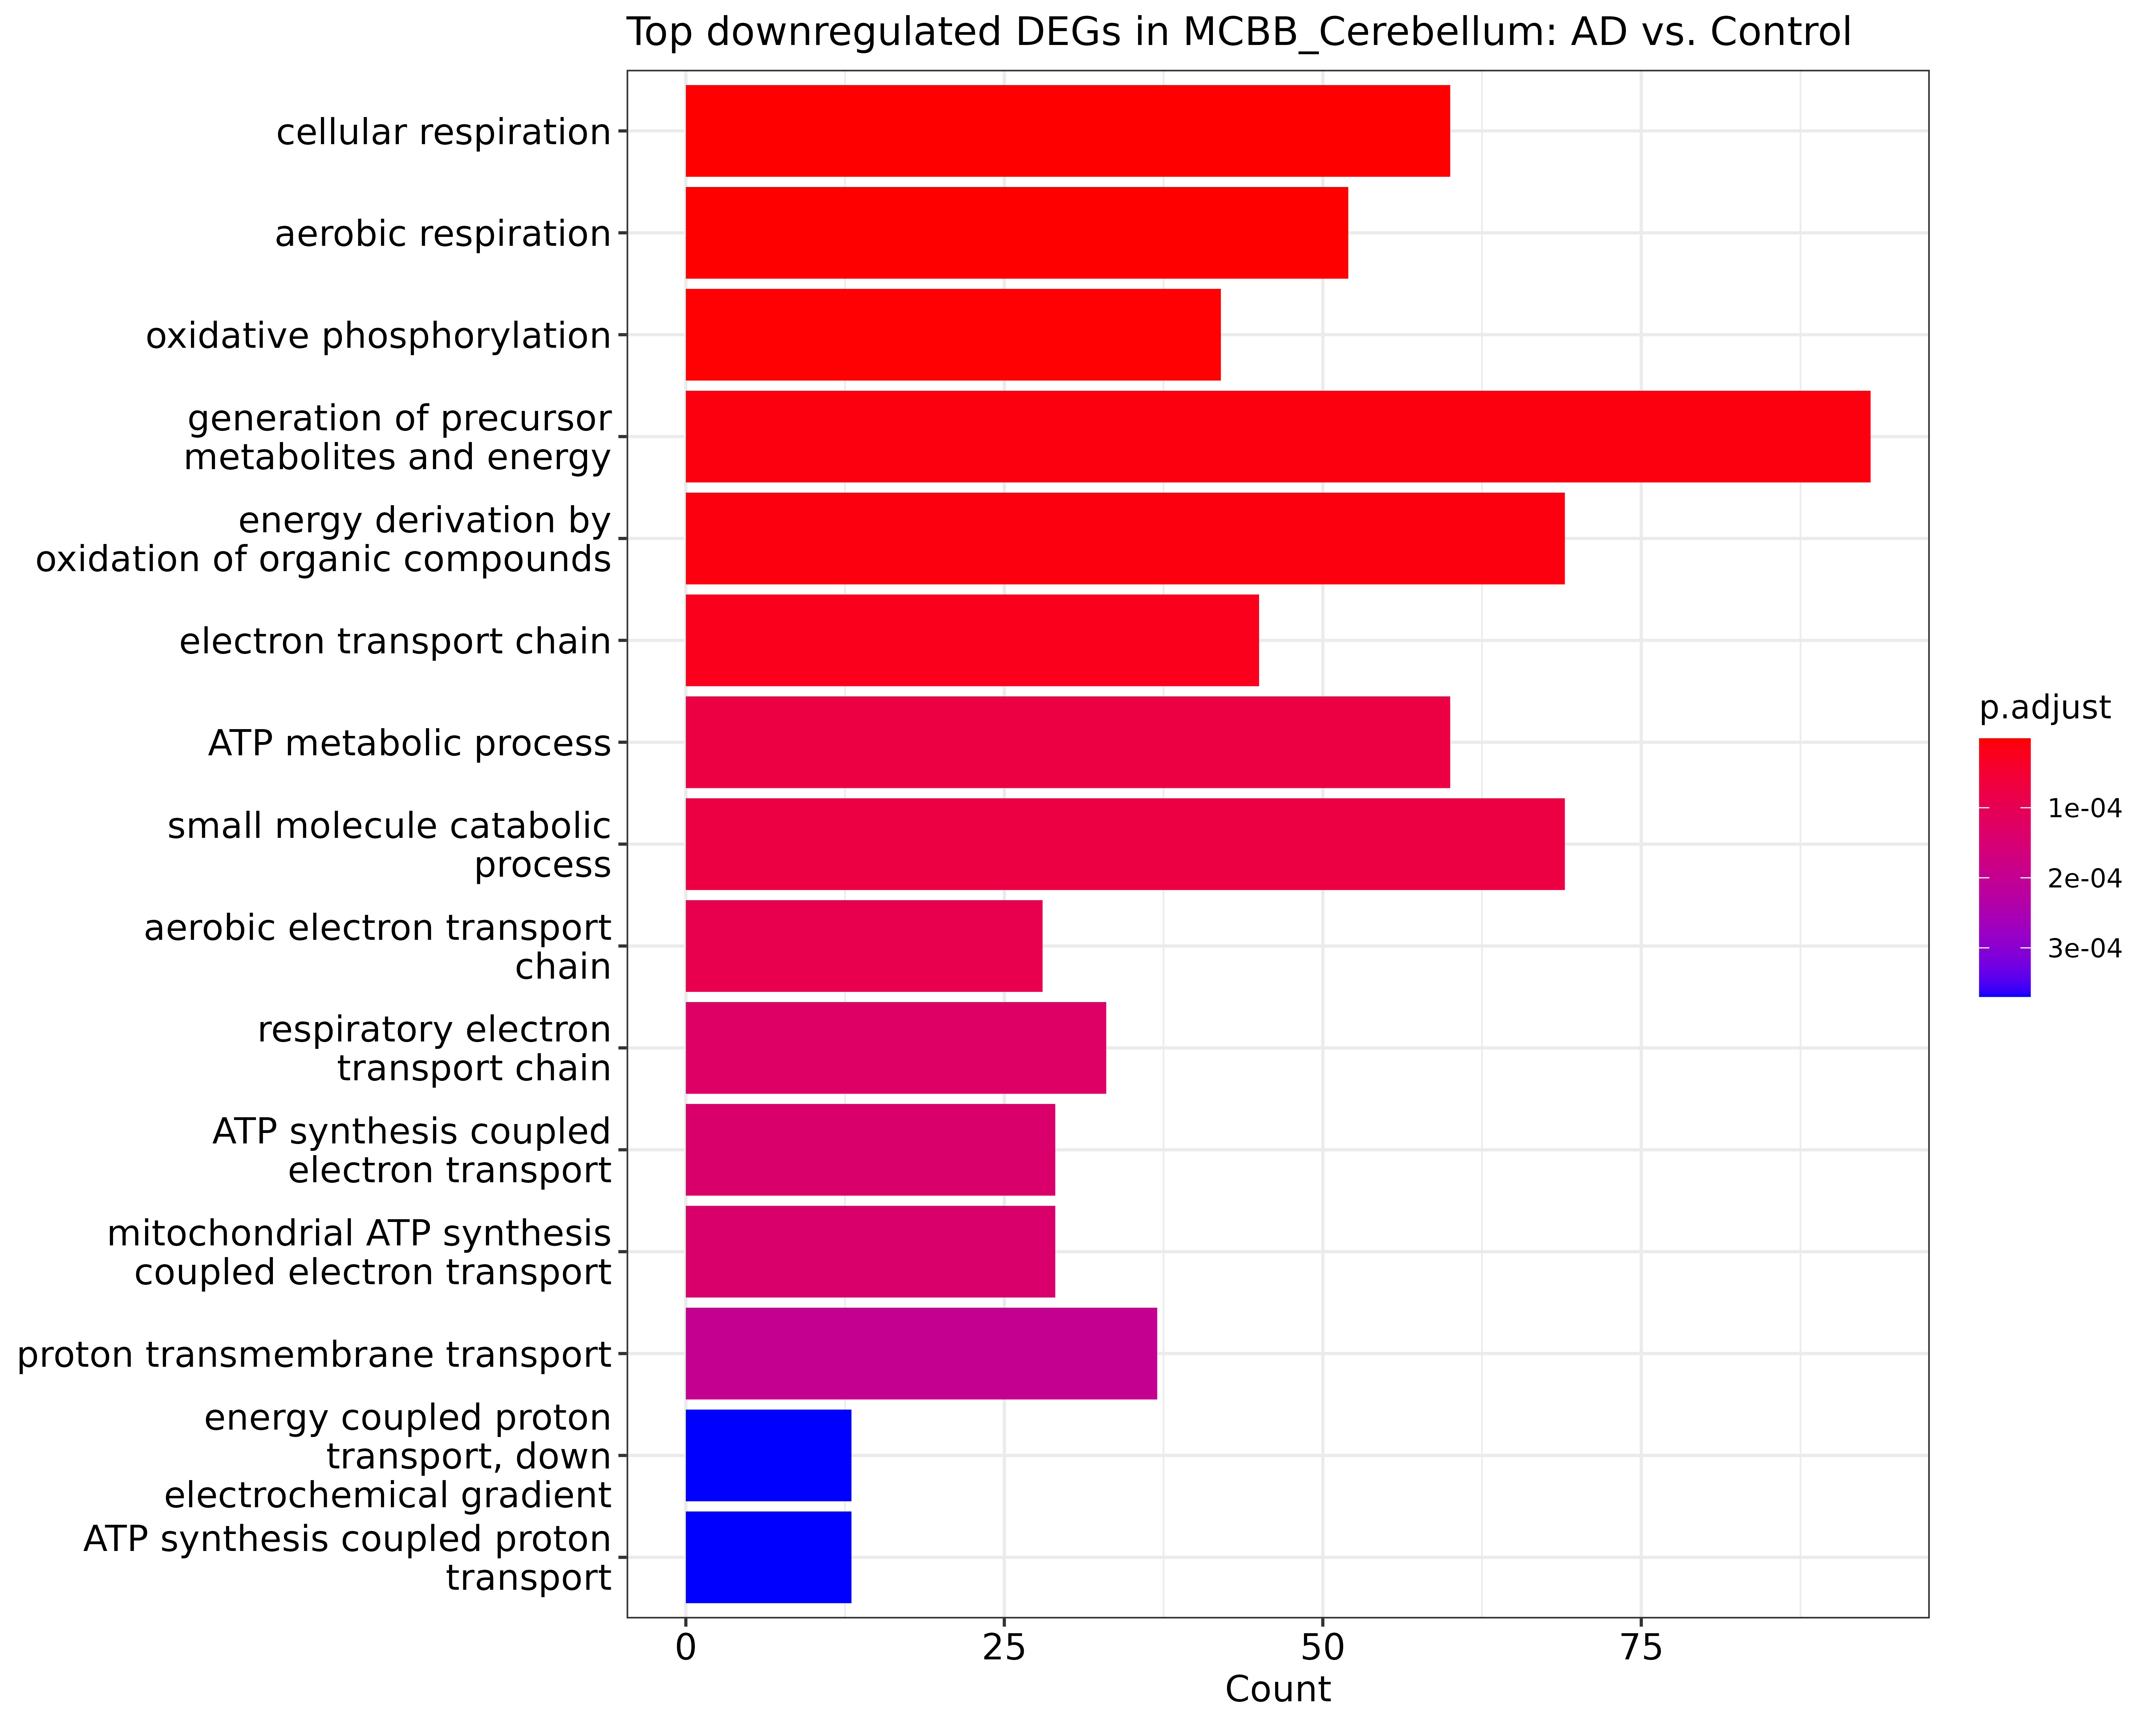 Top downregulated DEGs in MCBB_Cerebellum: AD vs. Control
cellular respiration
aerobic respiration
oxidative phosphorylation
generation of precursor
metabolites and energy
energy derivation by
oxidation of organic compounds
electron transport chain
ATP metabolic process
small molecule catabolic
process
aerobic electron transport
chain
respiratory electron
transport chain
ATP synthesis coupled
electron transport
mitochondrial ATP synthesis
coupled electron transport
proton transmembrane transport
energy coupled proton
transport, down
electrochemical gradient
ATP synthesis coupled proton
transport
0 25 50 75
Count
p.adjust
1e-04
2e-04
3e-04